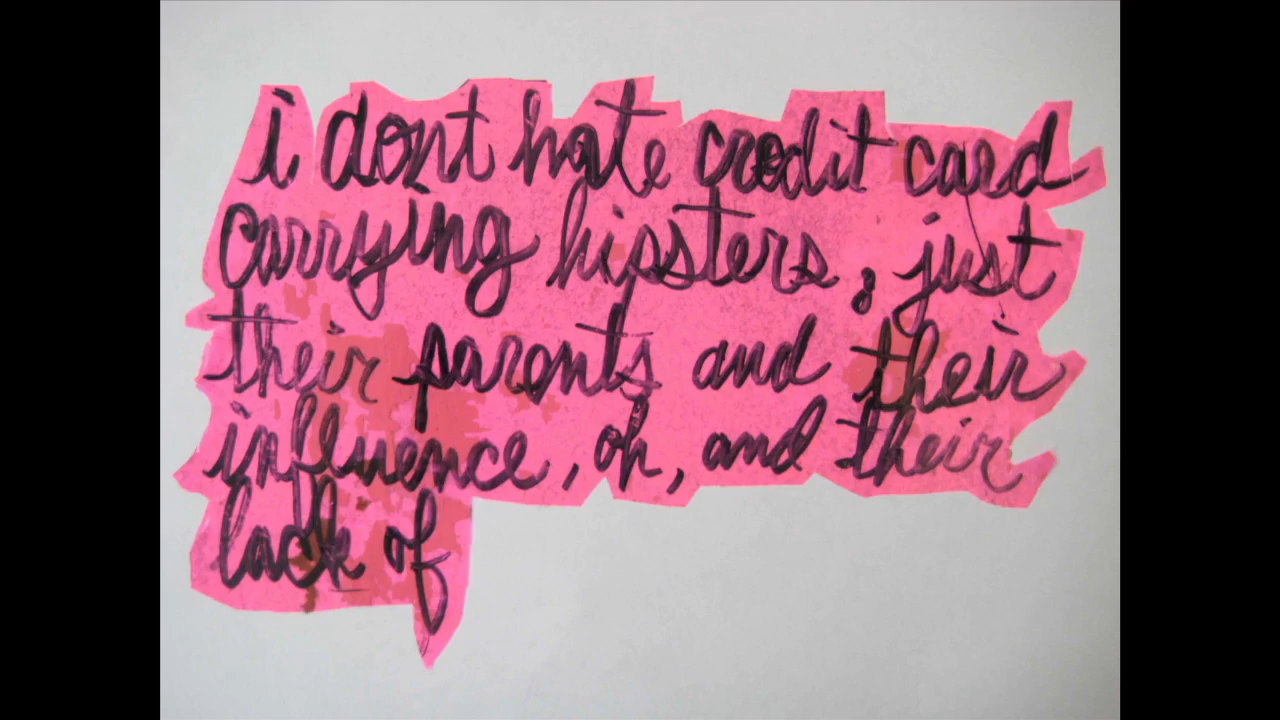 i dont hate credit card
carrying hipsters, just
their parents and their
influence, oh, and their
lack of